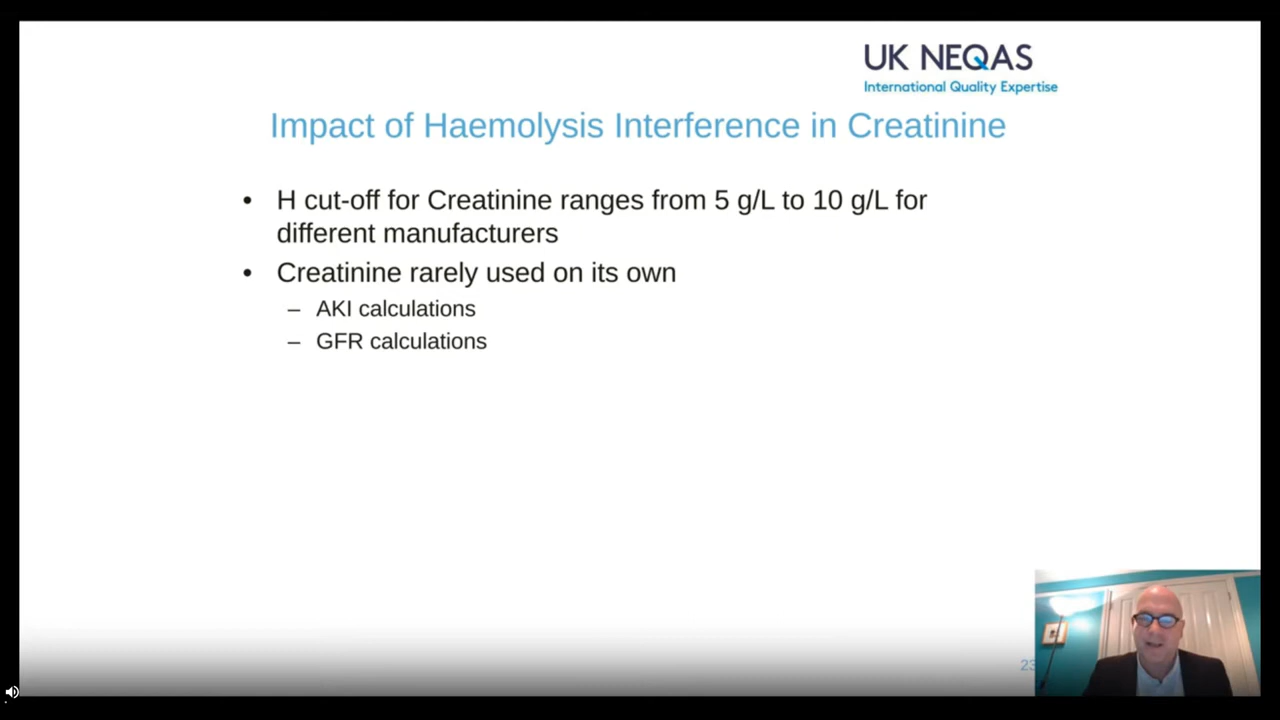 UK NEQAS
International Quality Expertise
Impact of Haemolysis Interference in Creatinine
• H cut-off for Creatinine ranges from 5 g/L to 10 g/L for
different manufacturers
• Creatinine rarely used on its own
– AKI calculations
– GFR calculations
23